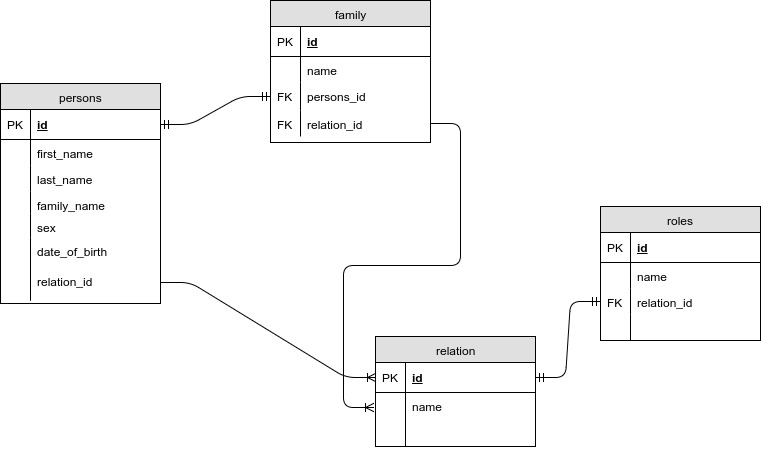 family
PK id
name
FK persons_id
FK relation_id
persons
PK id
first_name
last_name
family_name
sex
date_of_birth
relation_id
roles
PK id
name
FK relation_id
relation
PK id
name